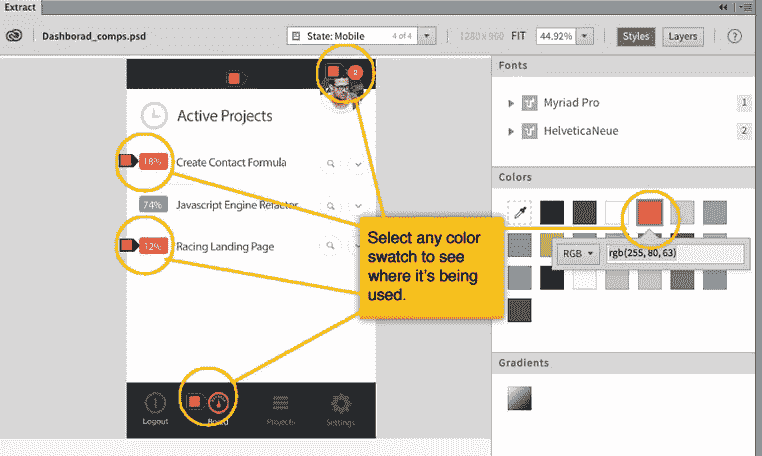 Extract
Dashborad_comps.psd
State: Mobile
4 of 4
1280 x 960
FIT
44.92%
Styles
Layers
?
2
Active Projects
18%
Create Contact Formula
74%
Javascript Engine Refactor
12%
Racing Landing Page
Logout
Board
Projects
Settings
Select any color
swatch to see
where it's being
used.
Fonts
Myriad Pro
1
HelveticaNeue
2
Colors
RGB
rgb(255, 80, 63)
Gradients